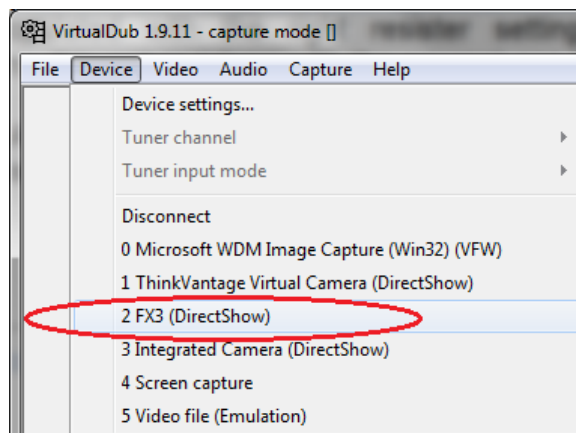 VirtualDub 1.9.11 - capture mode []
resister settin
File Device Video Audio Capture Help
Device settings...
Tuner channel
Tuner input mode
Disconnect
0 Microsoft WDM Image Capture (Win32) (VFW)
1 ThinkVantage Virtual Camera (DirectShow)
2 FX3 (DirectShow)
3 Integrated Camera (DirectShow)
4 Screen capture
5 Video file (Emulation)